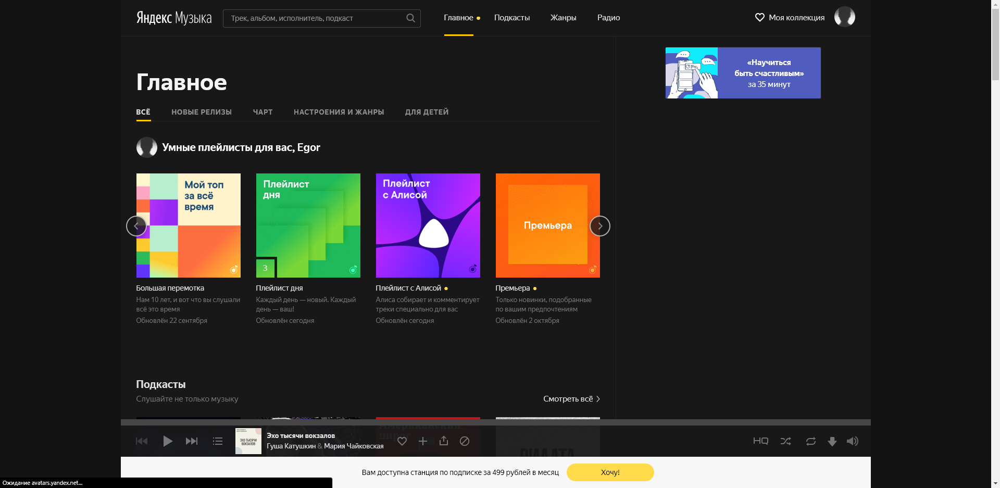 Яндекс Музыка
Трек, альбом, исполнитель, подкаст
Главное
Подкасты
Жанры
Радио
Моя коллекция
«Научиться
быть счастливым»
за 35 минут
Главное
ВСЁ
НОВЫЕ РЕЛИЗЫ
ЧАРТ
НАСТРОЕНИЯ И ЖАНРЫ
ДЛЯ ДЕТЕЙ
Умные плейлисты для вас, Egor
Мой топ
за всё
время
Плейлист
дня
3
Плейлист
с Алисой
Премьера
Большая перемотка
Нам 10 лет, и вот что вы слушали
всё это время
Обновлён 22 сентября
Плейлист дня
Каждый день — новый. Каждый
день — ваш!
Обновлён сегодня
Плейлист с Алисой
Алиса собирает и комментирует
треки специально для вас
Обновлён сегодня
Премьера
Только новинки, подобранные
по вашим предпочтениям
Обновлён 2 октября
Подкасты
Слушайте не только музыку
Смотреть всё
Американский
пирог
ЭХО ТЫСЯЧИ
ВОКЗАЛОВ
Эхо тысячи вокзалов
Гуша Катушкин & Мария Чайковская
HQ
Вам доступна станция по подписке за 499 рублей в месяц
Хочу!
Ожидание avatars.yandex.net...